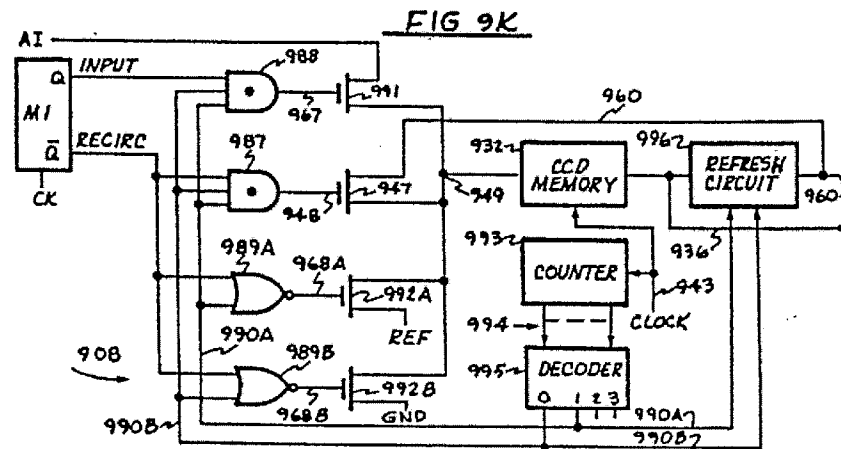 FIG 9K
AI
INPUT
988
Q
967
991
M1
RECIRC
Q̅
CK
987
948
947
960
932
CCD MEMORY
949
996
REFRESH CIRCUIT
960
936
993
COUNTER
943
CLOCK
994
995
DECODER
0 1 2 3
990A
990B
989A
968A
992A
REF
990A
908
989B
968B
992B
GND
990B